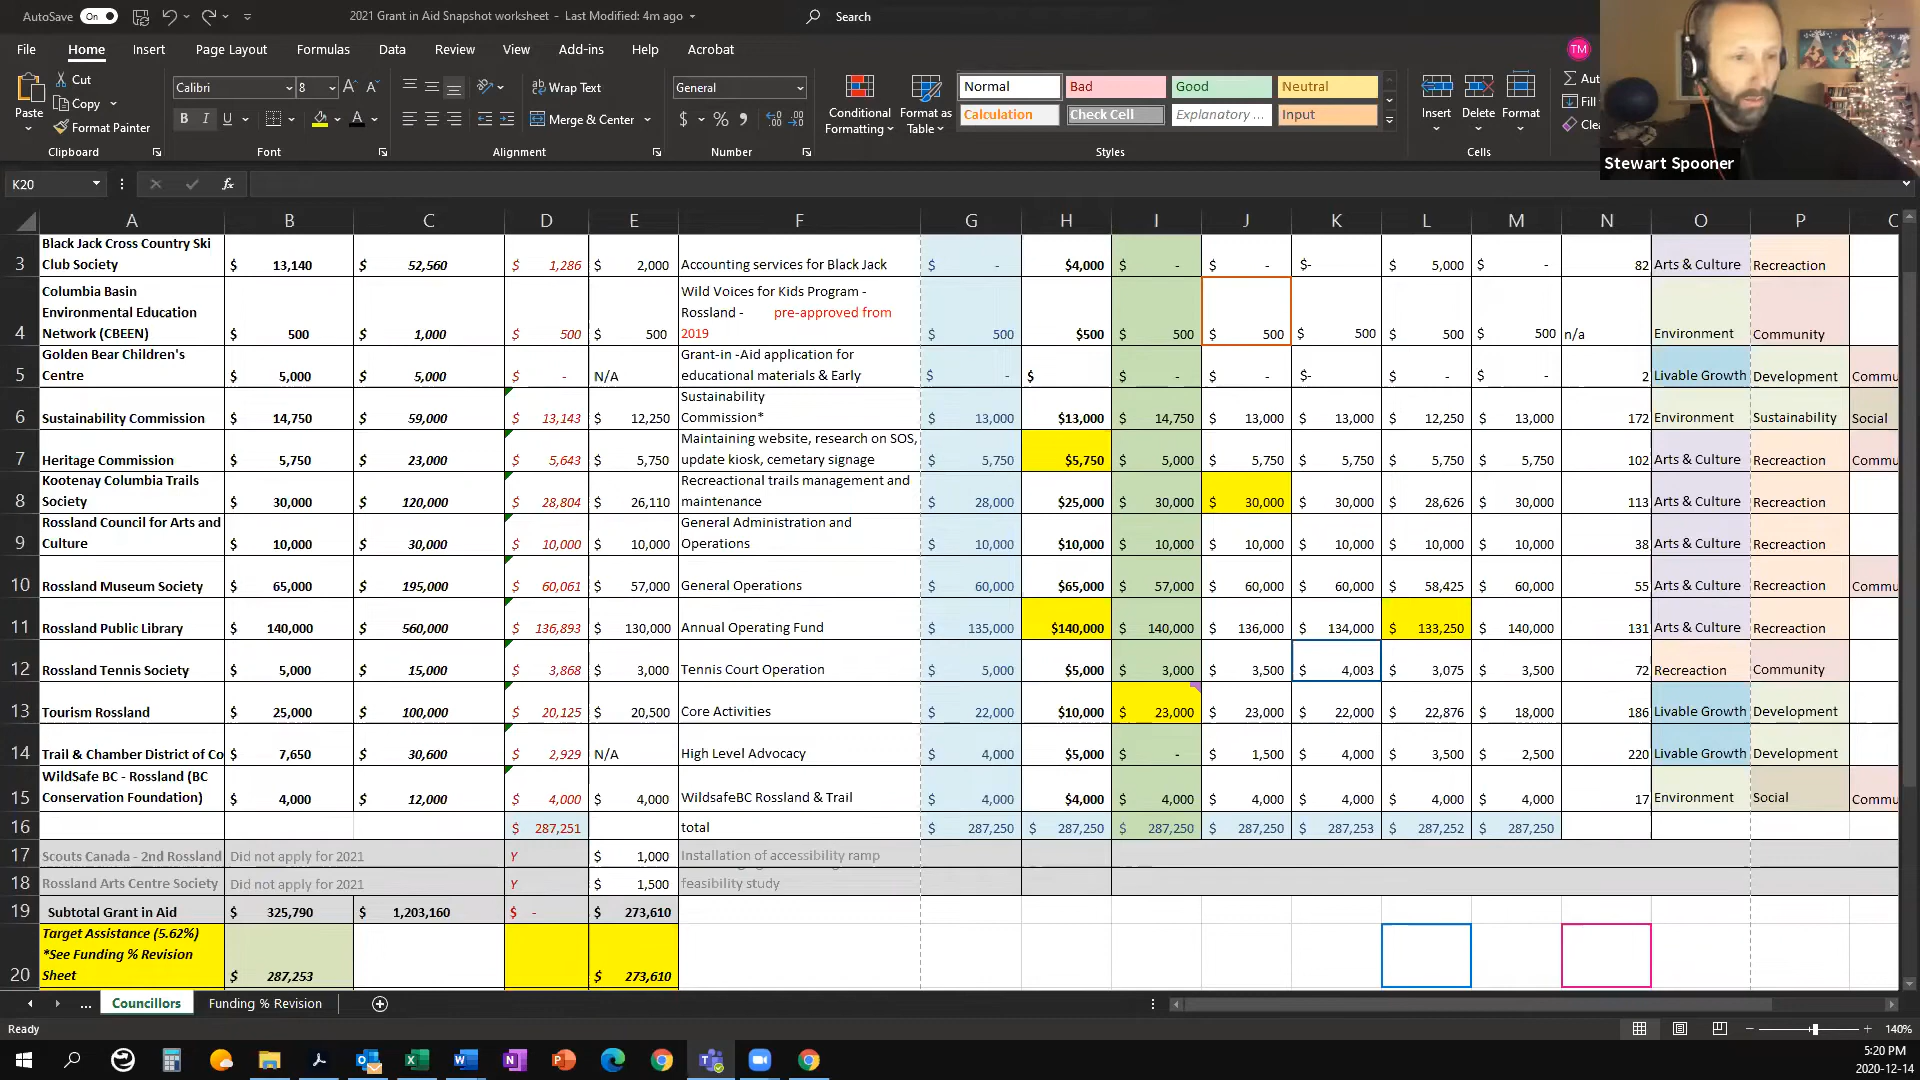 AutoSave On 2021 Grant in Aid Snapshot worksheet - Last Modified: 4m ago Search
File Home Insert Page Layout Formulas Data Review View Add-ins Help Acrobat TM
Paste Cut Copy Format Painter Clipboard
Calibri 8 B I U A Font
Wrap Text Merge & Center Alignment
General $ % Number
Conditional Formatting Format as Table
Normal Bad Good Neutral
Calculation Check Cell Explanatory ... Input
Styles
Insert Delete Format Cells
Fill
Stewart Spooner
K20 fx
A B C D E F G H I J K L M N O P
3 Black Jack Cross Country Ski Club Society $ 13,140 $ 52,560 $ 1,286 $ 2,000 Accounting services for Black Jack $ - $4,000 $ - $ - $- $ 5,000 $ - 82 Arts & Culture Recreaction
4 Columbia Basin Environmental Education Network (CBEEN) $ 500 $ 1,000 $ 500 $ 500 Wild Voices for Kids Program - Rossland - pre-approved from 2019 $ 500 $500 $ 500 $ 500 $ 500 $ 500 $ 500 n/a Environment Community
5 Golden Bear Children's Centre $ 5,000 $ 5,000 $ - N/A Grant-in -Aid application for educational materials & Early $ - $ $ - $ - $- $ - $ - 2 Livable Growth Development Commu
6 Sustainability Commission $ 14,750 $ 59,000 $ 13,143 $ 12,250 Sustainability Commission* $ 13,000 $13,000 $ 14,750 $ 13,000 $ 13,000 $ 12,250 $ 13,000 172 Environment Sustainability Social
7 Heritage Commission $ 5,750 $ 23,000 $ 5,643 $ 5,750 Maintaining website, research on SOS, update kiosk, cemetary signage $ 5,750 $5,750 $ 5,000 $ 5,750 $ 5,750 $ 5,750 $ 5,750 102 Arts & Culture Recreaction Commu
8 Kootenay Columbia Trails Society $ 30,000 $ 120,000 $ 28,804 $ 26,110 Recreactional trails management and maintenance $ 28,000 $25,000 $ 30,000 $ 30,000 $ 30,000 $ 28,626 $ 30,000 113 Arts & Culture Recreaction
9 Rossland Council for Arts and Culture $ 10,000 $ 30,000 $ 10,000 $ 10,000 General Administration and Operations $ 10,000 $10,000 $ 10,000 $ 10,000 $ 10,000 $ 10,000 $ 10,000 38 Arts & Culture Recreaction
10 Rossland Museum Society $ 65,000 $ 195,000 $ 60,061 $ 57,000 General Operations $ 60,000 $65,000 $ 57,000 $ 60,000 $ 60,000 $ 58,425 $ 60,000 55 Arts & Culture Recreaction Commu
11 Rossland Public Library $ 140,000 $ 560,000 $ 136,893 $ 130,000 Annual Operating Fund $ 135,000 $140,000 $ 140,000 $ 136,000 $ 134,000 $ 133,250 $ 140,000 131 Arts & Culture Recreaction
12 Rossland Tennis Society $ 5,000 $ 15,000 $ 3,868 $ 3,000 Tennis Court Operation $ 5,000 $5,000 $ 3,000 $ 3,500 $ 4,003 $ 3,075 $ 3,500 72 Recreaction Community
13 Tourism Rossland $ 25,000 $ 100,000 $ 20,125 $ 20,500 Core Activities $ 22,000 $10,000 $ 23,000 $ 23,000 $ 22,000 $ 22,876 $ 18,000 186 Livable Growth Development
14 Trail & Chamber District of Co $ 7,650 $ 30,600 $ 2,929 N/A High Level Advocacy $ 4,000 $5,000 $ - $ 1,500 $ 4,000 $ 3,500 $ 2,500 220 Livable Growth Development
15 WildSafe BC - Rossland (BC Conservation Foundation) $ 4,000 $ 12,000 $ 4,000 $ 4,000 WildsafeBC Rossland & Trail $ 4,000 $4,000 $ 4,000 $ 4,000 $ 4,000 $ 4,000 $ 4,000 17 Environment Social Commu
16 $ 287,251 total $ 287,250 $ 287,250 $ 287,250 $ 287,250 $ 287,253 $ 287,252 $ 287,250
17 Scouts Canada - 2nd Rossland Did not apply for 2021 Y $ 1,000 Installation of accessibility ramp
18 Rossland Arts Centre Society Did not apply for 2021 Y $ 1,500 feasibility study
19 Subtotal Grant in Aid $ 325,790 $ 1,203,160 $ - $ 273,610
20 Target Assistance (5.62%) *See Funding % Revision Sheet $ 287,253 $ 273,610
... Councillors Funding % Revision
Ready 140%
5:20 PM
2020-12-14